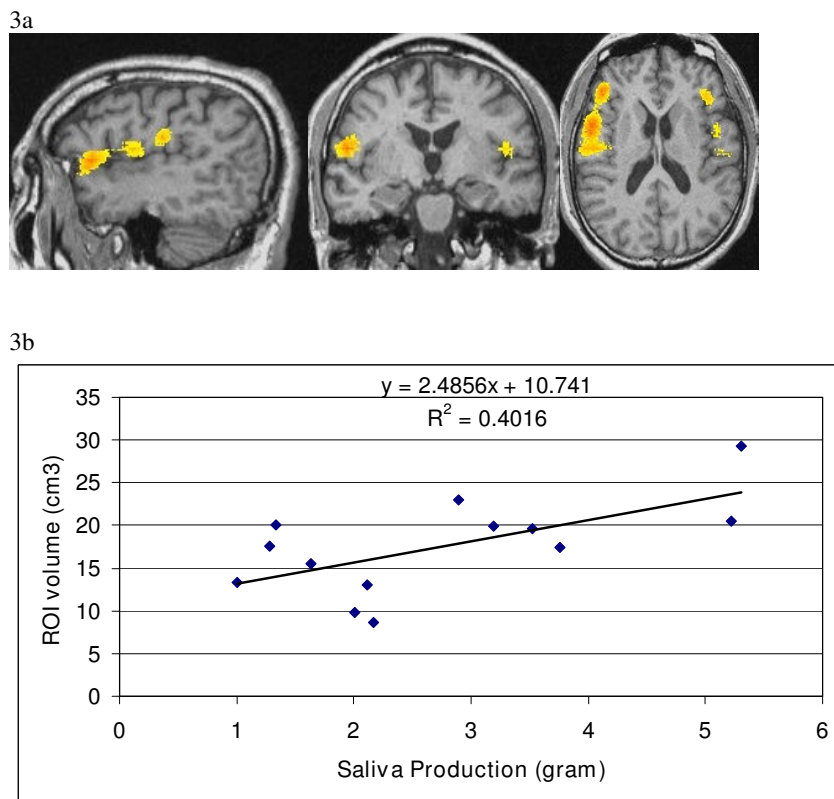 3a
3b
y = 2.4856x + 10.741
R² = 0.4016
35
30
25
20
15
10
5
0
ROI volume (cm3)
0 1 2 3 4 5 6
Saliva Production (gram)